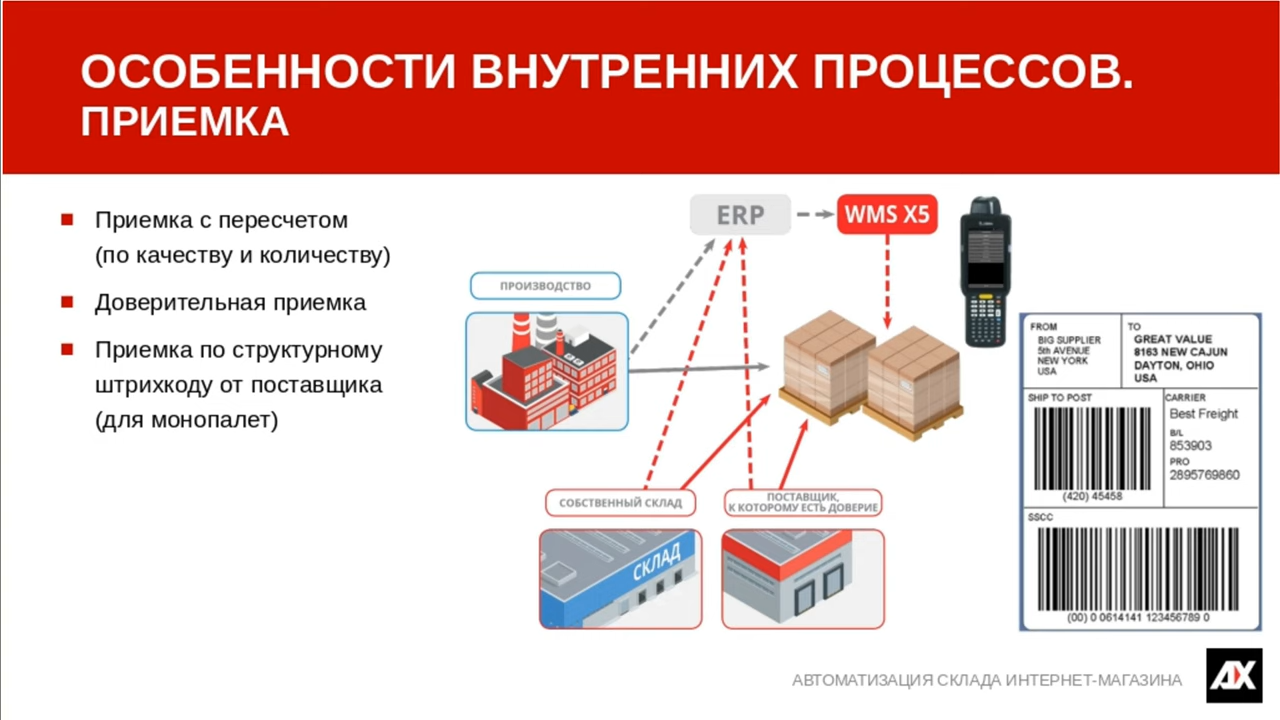 ОСОБЕННОСТИ ВНУТРЕННИХ ПРОЦЕССОВ.
ПРИЕМКА
Приемка с пересчетом
(по качеству и количеству)
Доверительная приемка
Приемка по структурному
штрихкоду от поставщика
(для монопалет)
ERP
WMS X5
ПРОИЗВОДСТВО
СОБСТВЕННЫЙ СКЛАД
ПОСТАВЩИК,
К КОТОРОМУ ЕСТЬ ДОВЕРИЕ
СКЛАД
FROM
BIG SUPPLIER
5th AVENUE
NEW YORK
USA
TO
GREAT VALUE
8163 NEW CAJUN
DAYTON, OHIO
USA
SHIP TO POST
(420) 45458
CARRIER
Best Freight
B/L
853903
PRO
2895769860
SSCC
(00) 0 0614141 123456789 0
АВТОМАТИЗАЦИЯ СКЛАДА ИНТЕРНЕТ-МАГАЗИНА
AX